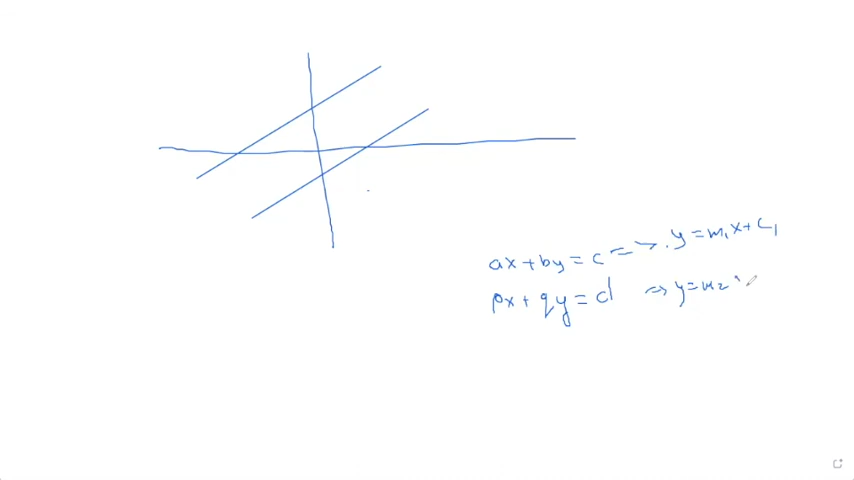 ax + by = c => . y = m₁x + c₁
px + qy = d => y = m₂